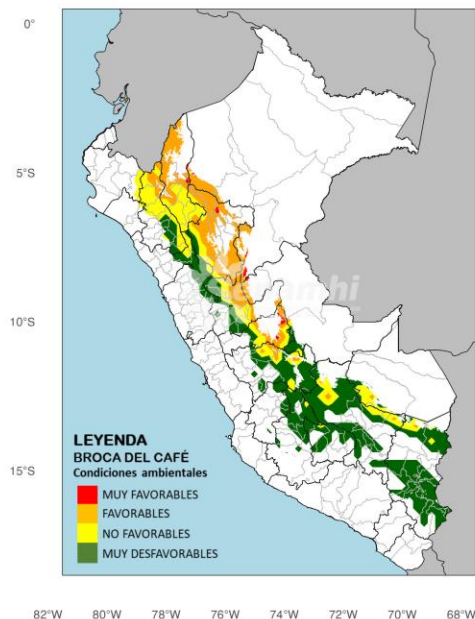 0°
5°S
10°S
15°S
senamhi
LEYENDA
BROCA DEL CAFÉ
Condiciones ambientales
MUY FAVORABLES
FAVORABLES
NO FAVORABLES
MUY DESFAVORABLES
82°W 80°W 78°W 76°W 74°W 72°W 70°W 68°W